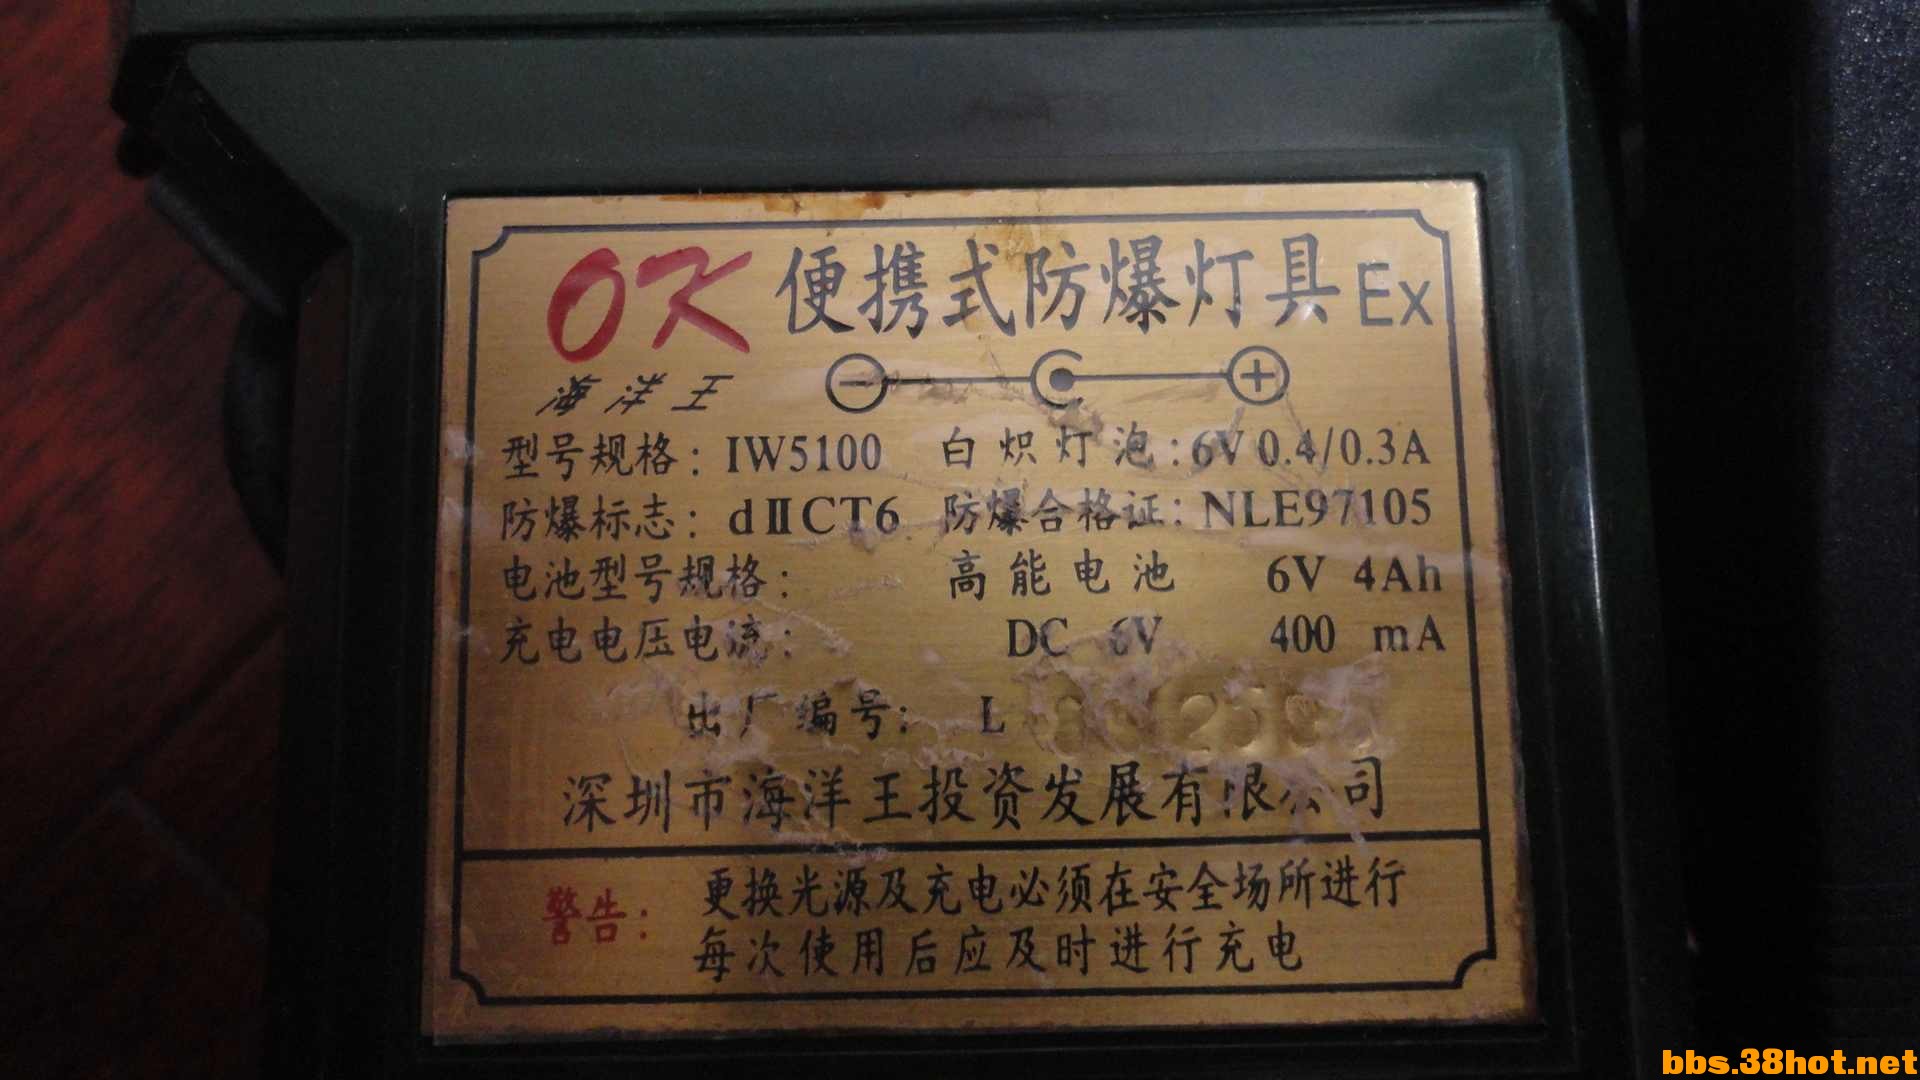 OK 便携式防爆灯具 Ex
海洋王
型号规格：IW5100 白炽灯泡：6V 0.4/0.3A
防爆标志：dⅡCT6 防爆合格证：NLE97105
电池型号规格： 高能电池 6V 4Ah
充电电压电流： DC 6V 400 mA
出厂编号： L
深圳市海洋王投资发展有限公司
警告： 更换光源及充电必须在安全场所进行
每次使用后应及时进行充电
bbs.38hot.net